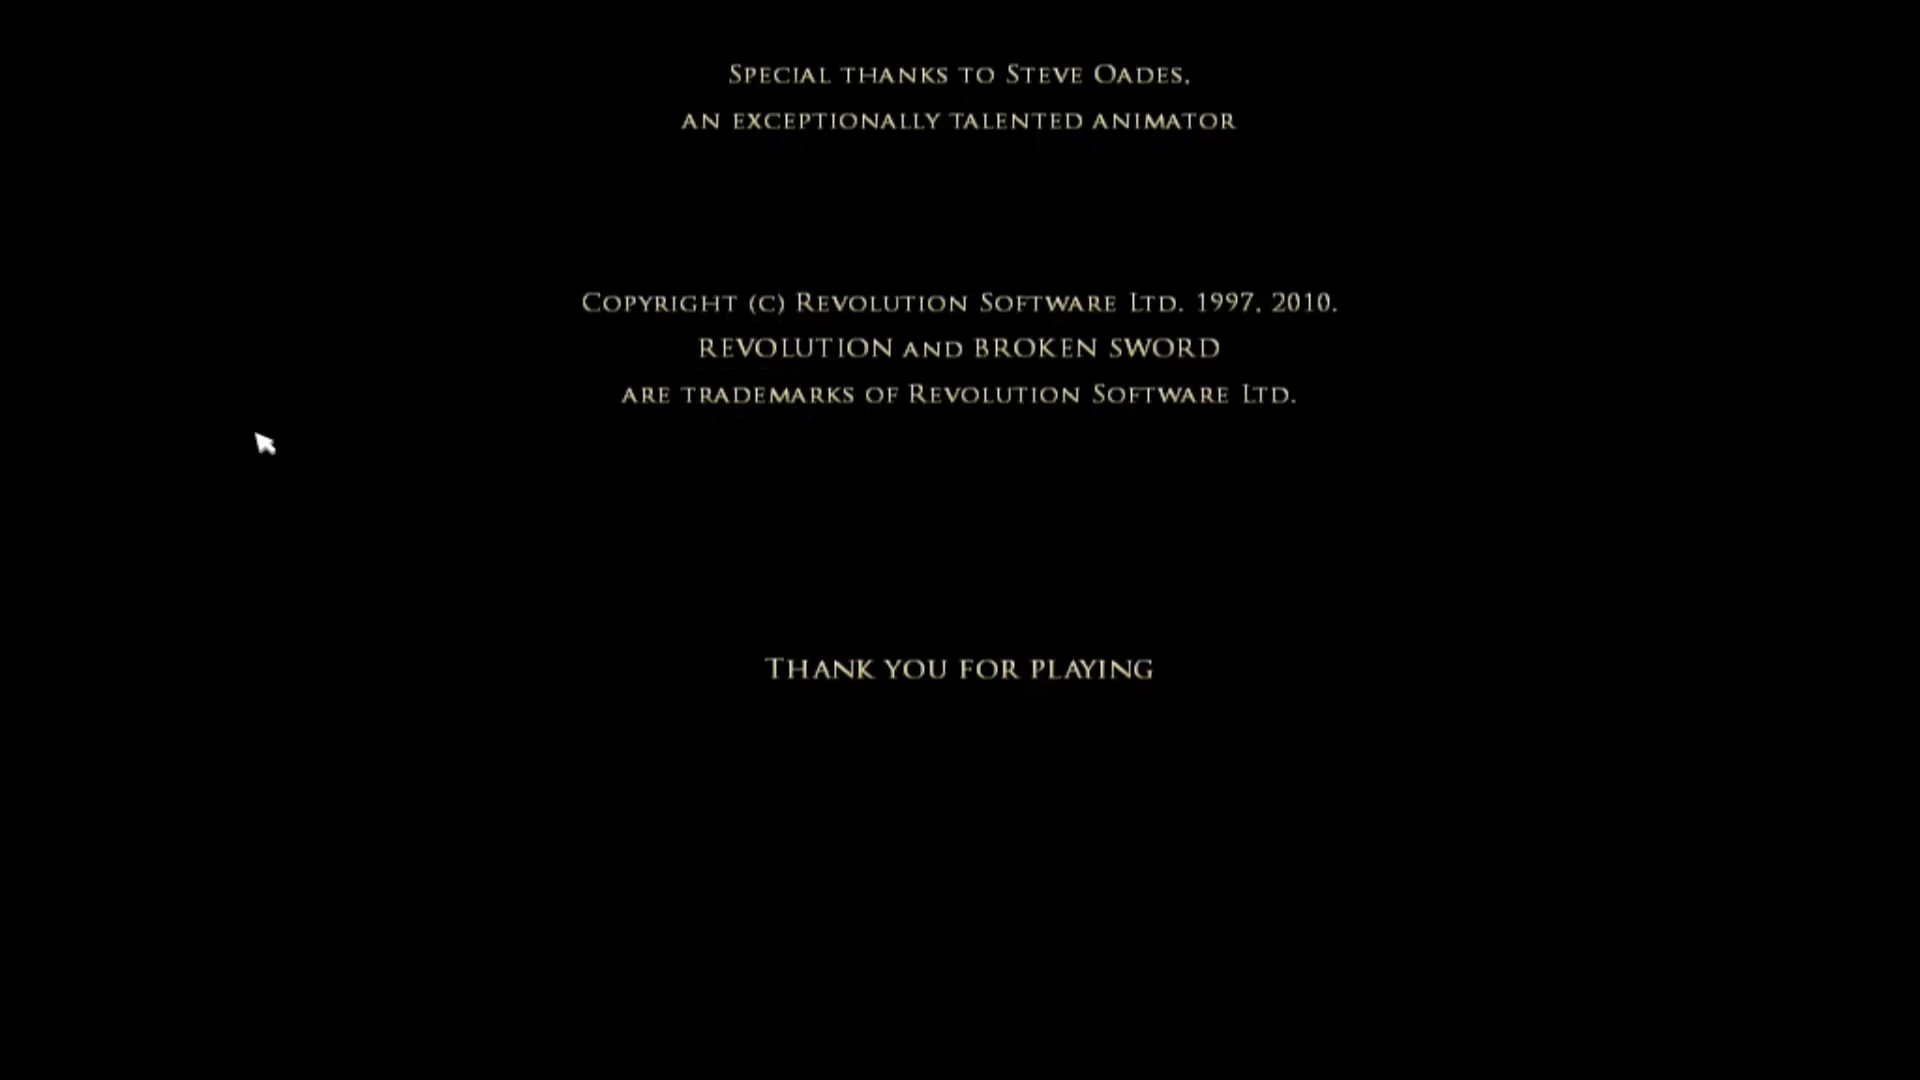 Special thanks to Steve Oades,
an exceptionally talented animator
Copyright (c) Revolution Software Ltd. 1997, 2010.
REVOLUTION and BROKEN SWORD
are trademarks of Revolution Software Ltd.
Thank you for playing